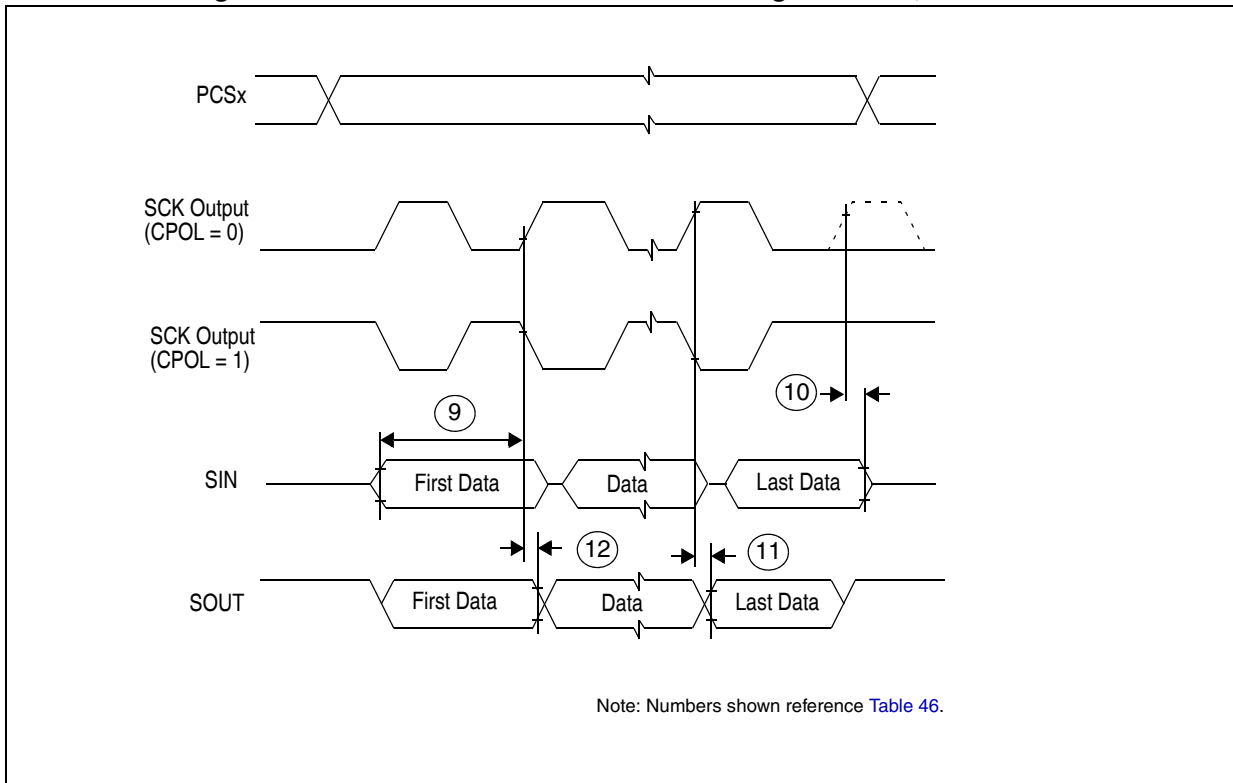 PCSx
SCK Output
(CPOL = 0)
SCK Output
(CPOL = 1)
10
9
SIN
First Data
Data
Last Data
12
11
SOUT
First Data
Data
Last Data
Note: Numbers shown reference Table 46.